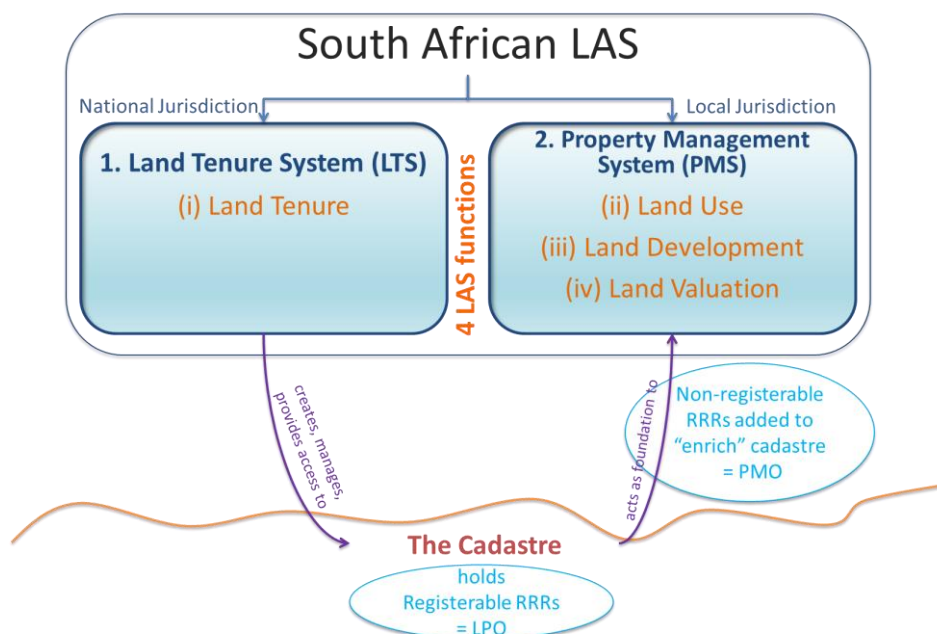 South African LAS
National Jurisdiction
Local Jurisdiction
1. Land Tenure System (LTS)
(i) Land Tenure
4 LAS functions
2. Property Management
System (PMS)
(ii) Land Use
(iii) Land Development
(iv) Land Valuation
creates, manages,
provides access to
acts as foundation to
Non-registerable
RRRs added to
“enrich” cadastre
= PMO
The Cadastre
holds
Registerable RRRs
= LPO